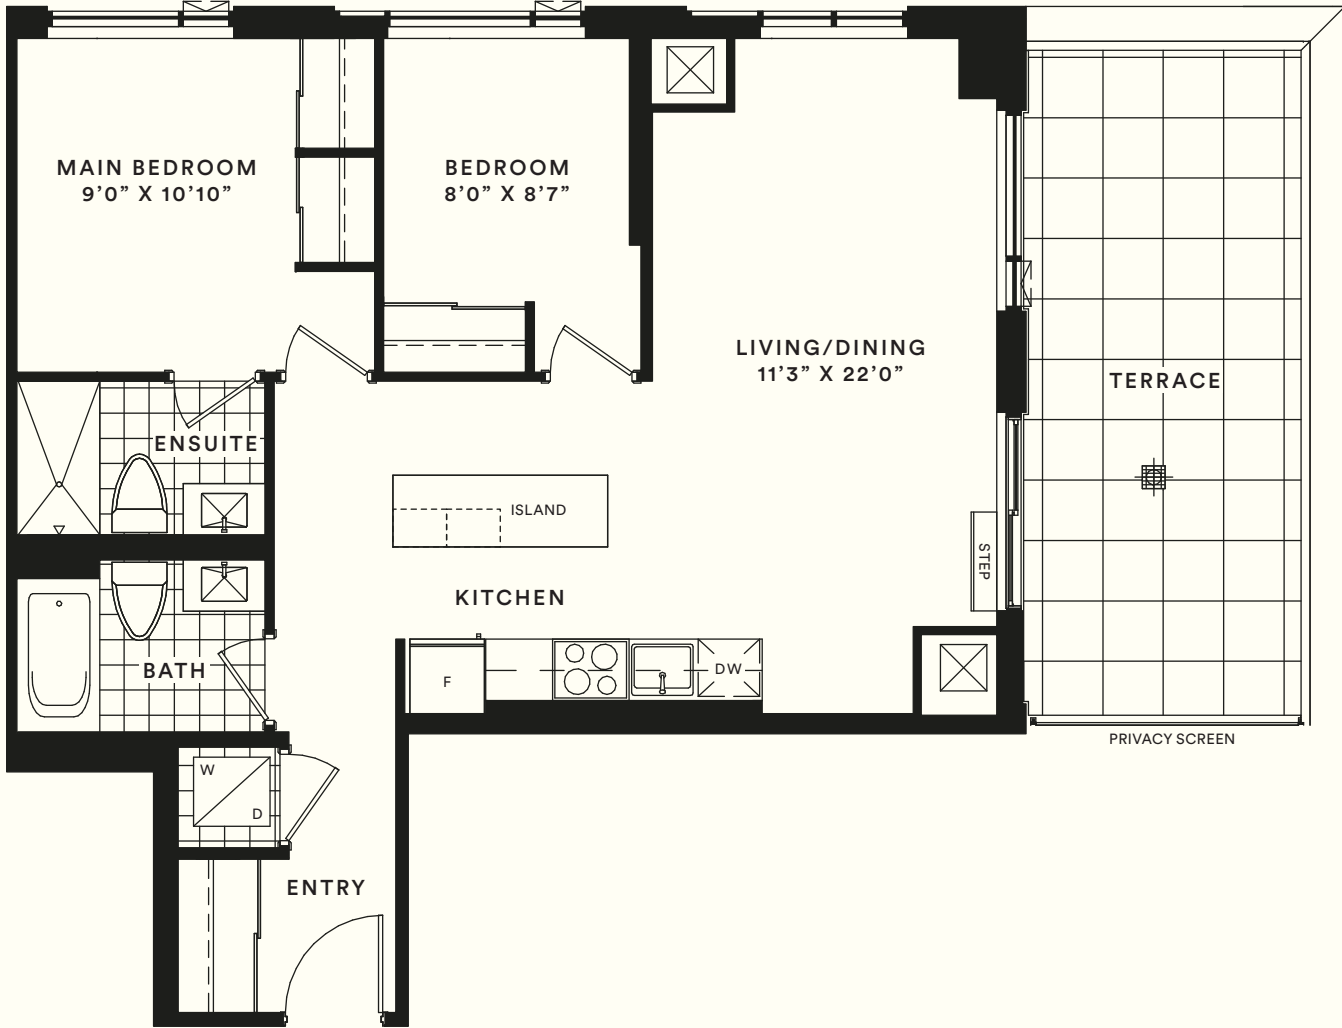 MAIN BEDROOM
9’0” X 10’10”
BEDROOM
8’0” X 8’7”
LIVING/DINING
11’3” X 22’0”
TERRACE
ENSUITE
ISLAND
STEP
KITCHEN
BATH
F
DW
PRIVACY SCREEN
W
D
ENTRY